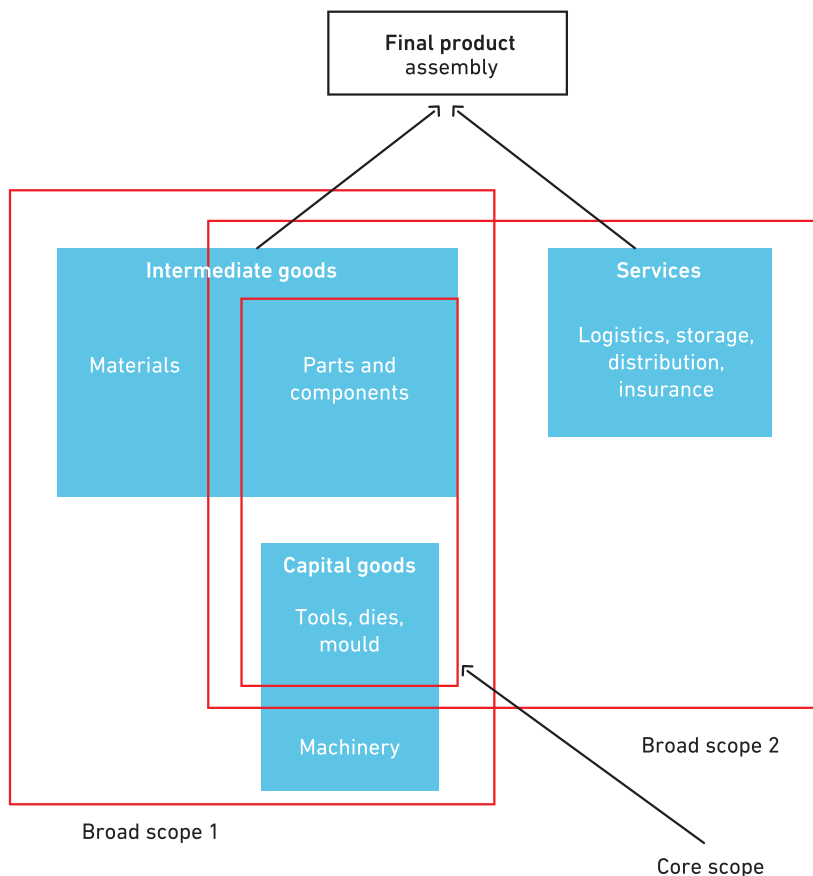 Final product
assembly
Intermediate goods
Materials
Parts and
components
Services
Logistics, storage,
distribution,
insurance
Capital goods
Tools, dies,
mould
Machinery
Broad scope 2
Broad scope 1
Core scope